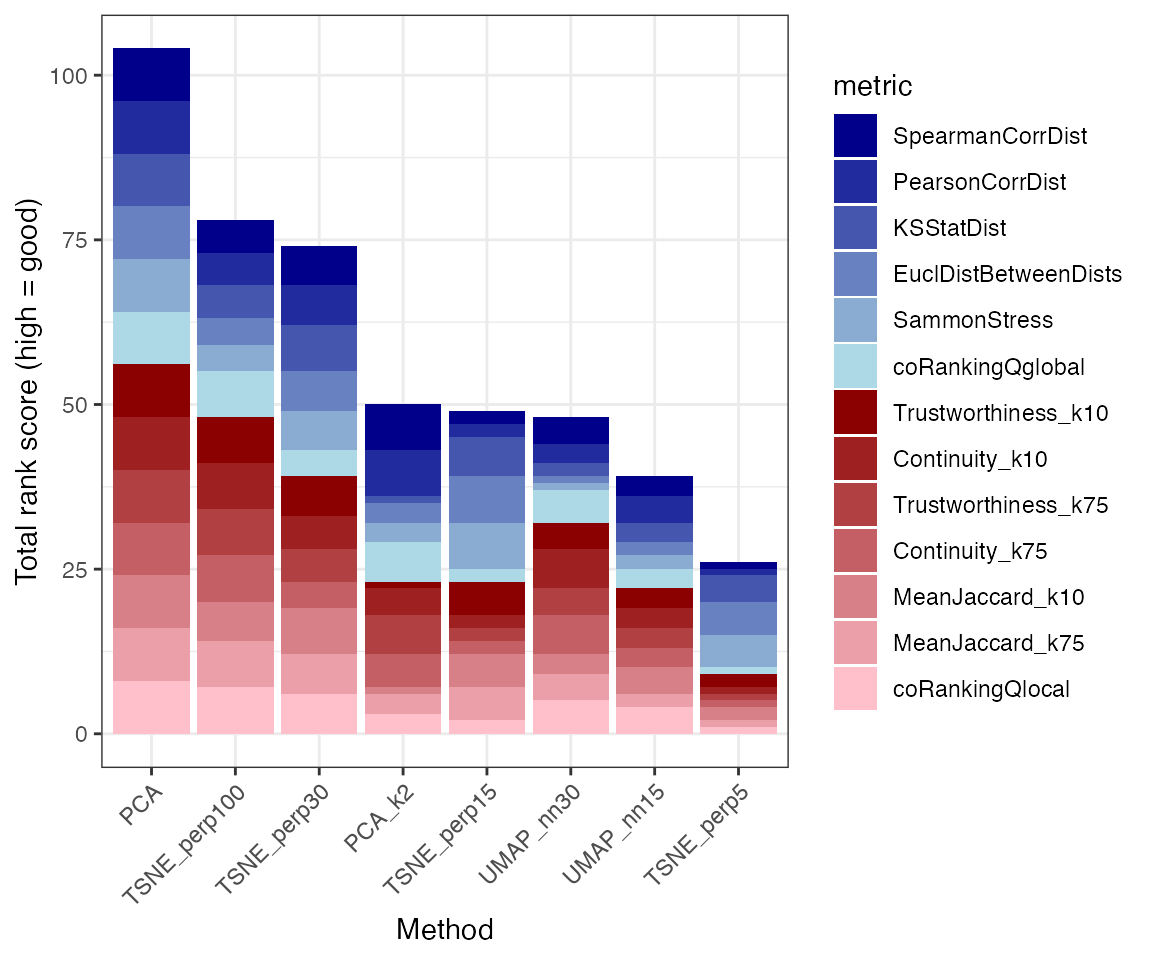 Total rank score (high = good)
100
75
50
25
0
PCA
TSNE_perp100
TSNE_perp30
PCA_k2
TSNE_perp15
UMAP_nn30
UMAP_nn15
TSNE_perp5
Method
metric
SpearmanCorrDist
PearsonCorrDist
KSStatDist
EuclDistBetweenDists
SammonStress
coRankingQglobal
Trustworthiness_k10
Continuity_k10
Trustworthiness_k75
Continuity_k75
MeanJaccard_k10
MeanJaccard_k75
coRankingQlocal